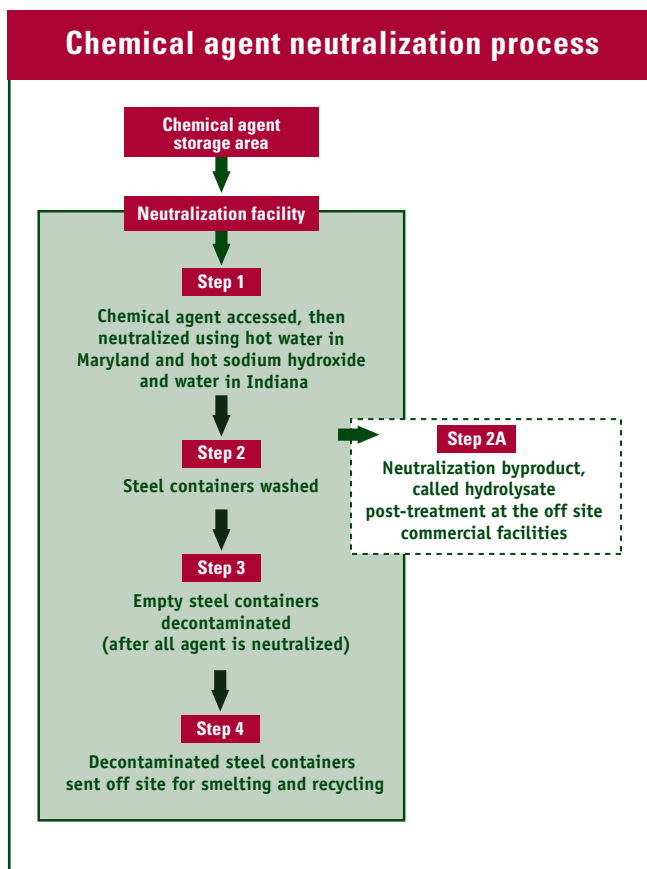 Chemical agent neutralization process
Chemical agent
storage area
Neutralization facility
Step 1
Chemical agent accessed, then
neutralized using hot water in
Maryland and hot sodium hydroxide
and water in Indiana
Step 2
Steel containers washed
Step 2A
Neutralization byproduct,
called hydrolysate
post-treatment at the off site
commercial facilities
Step 3
Empty steel containers
decontaminated
(after all agent is neutralized)
Step 4
Decontaminated steel containers
sent off site for smelting and recycling